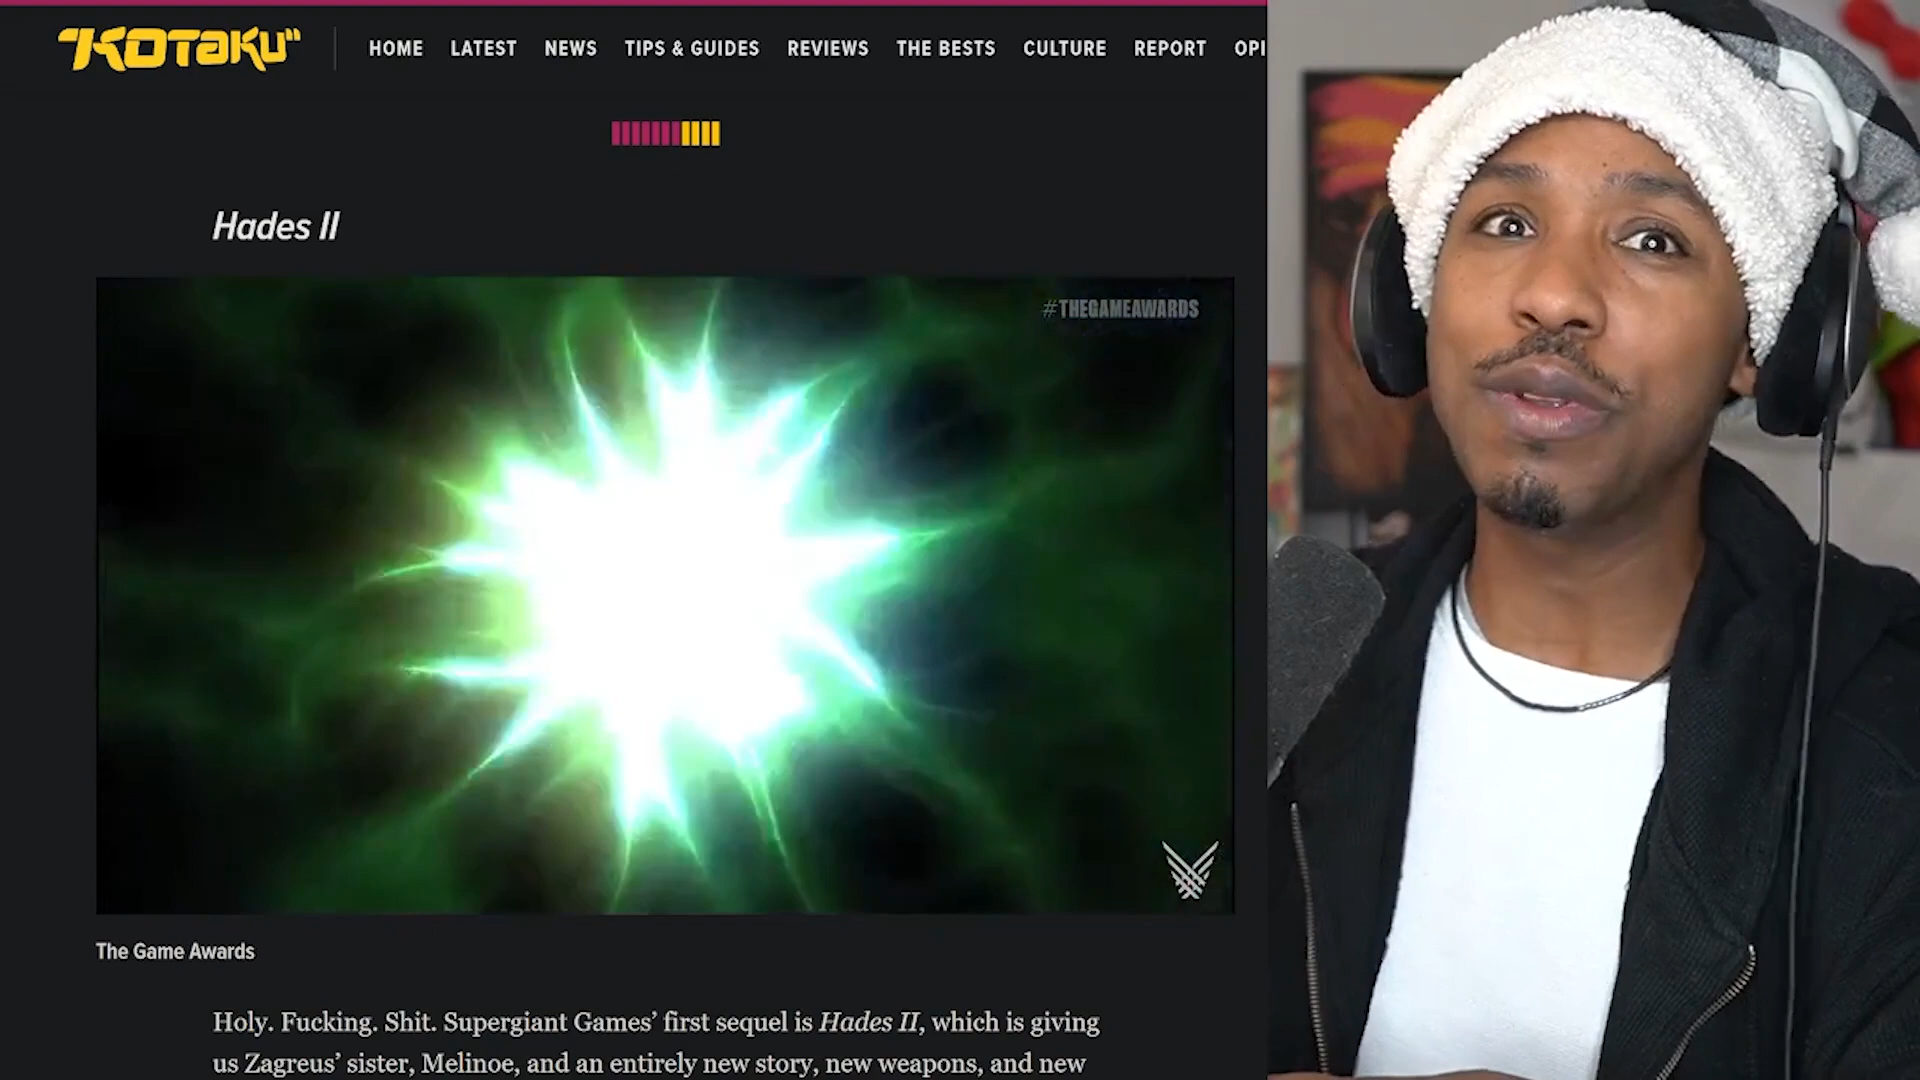 "KOTaKU"
HOME LATEST NEWS TIPS & GUIDES REVIEWS THE BESTS CULTURE REPORT OPI
Hades II
#THEGAMEAWARDS
The Game Awards
Holy. Fucking. Shit. Supergiant Games’ first sequel is Hades II, which is giving
us Zagreus’ sister, Melinoe, and an entirely new story, new weapons, and new